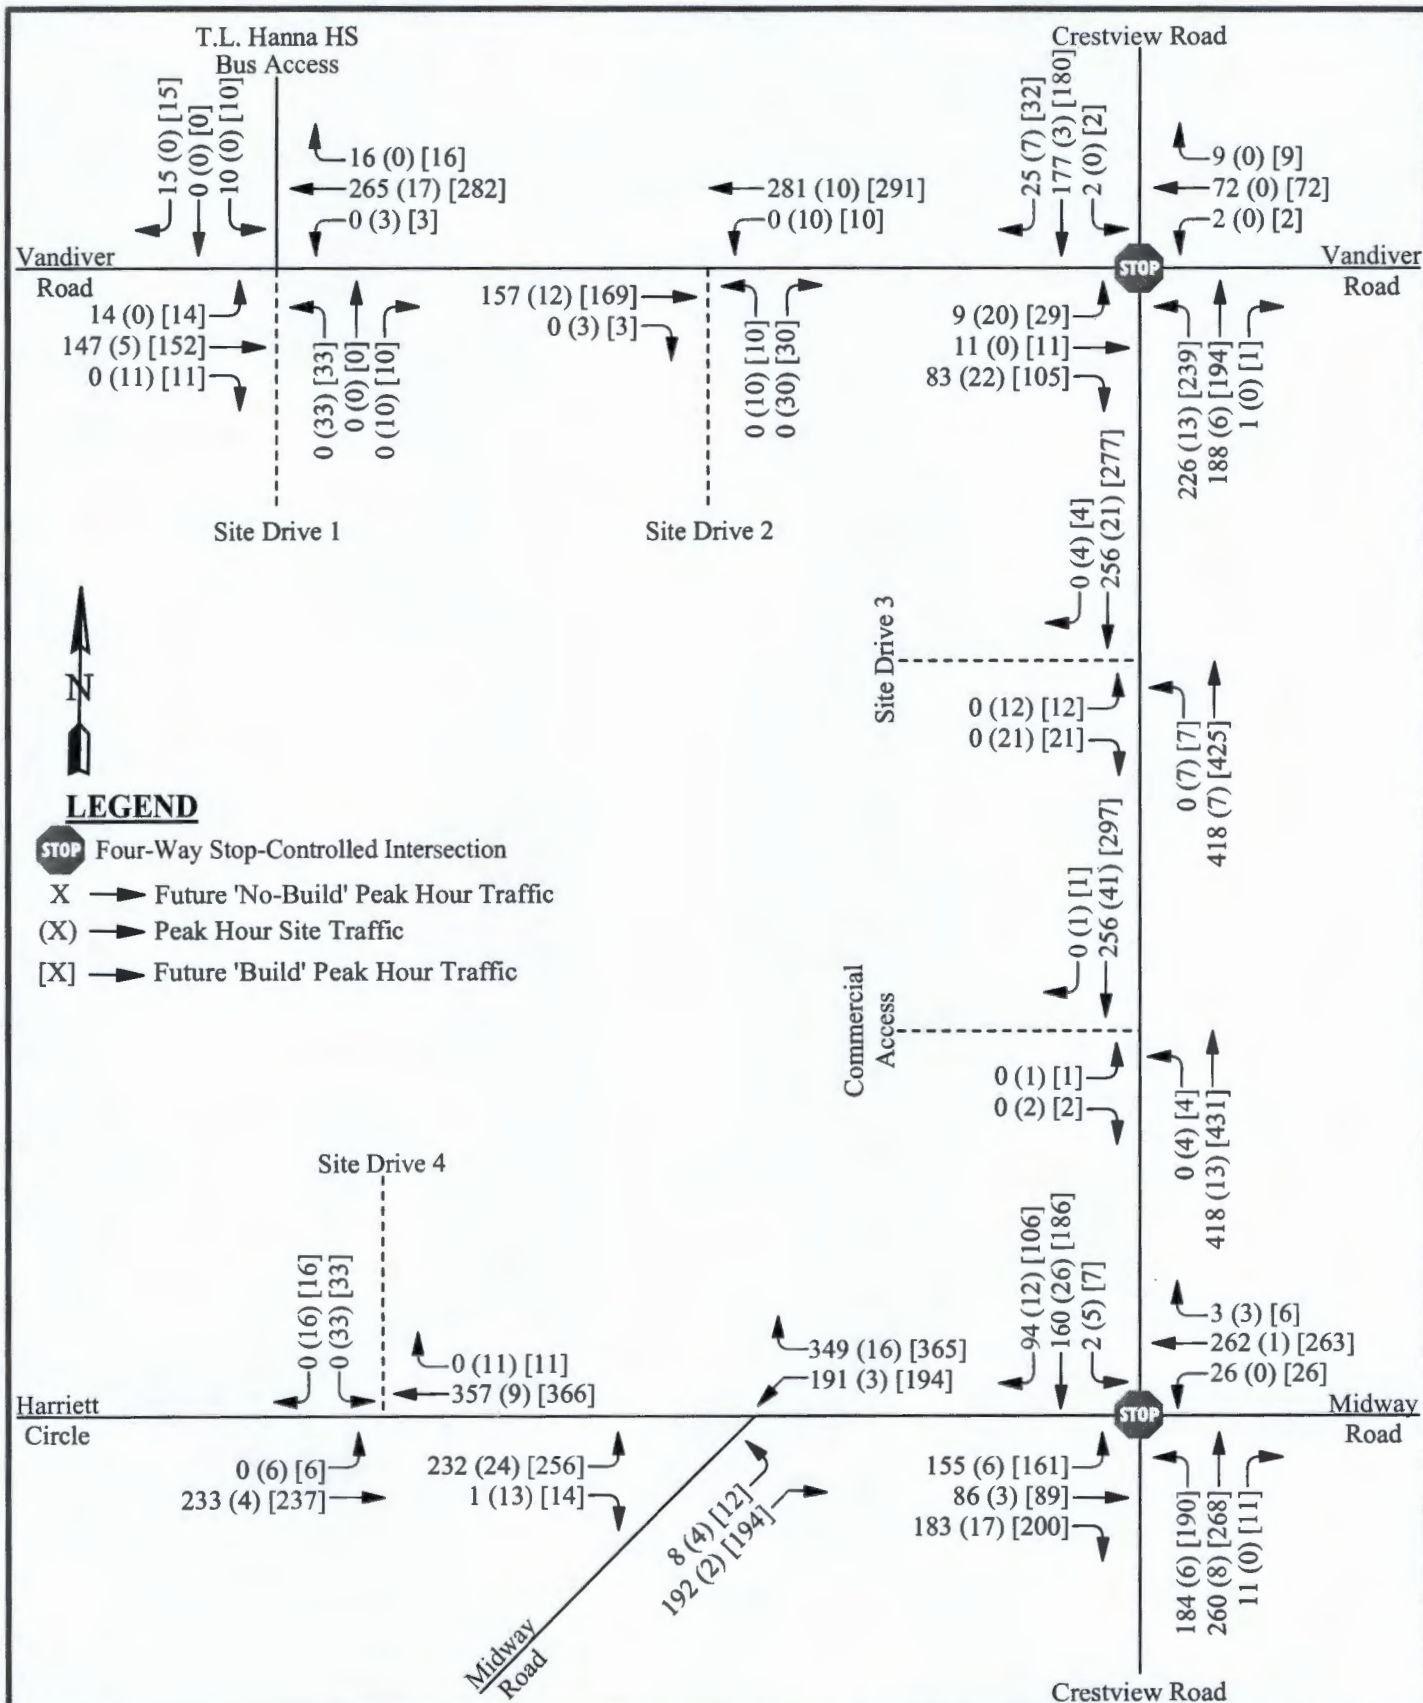 T.L. Hanna HS
Bus Access
Crestview Road
15 (0) [15]
0 (0) [0]
10 (0) [10]
16 (0) [16]
265 (17) [282]
0 (3) [3]
281 (10) [291]
0 (10) [10]
25 (7) [32]
177 (3) [180]
2 (0) [2]
9 (0) [9]
72 (0) [72]
2 (0) [2]
Vandiver
Road
STOP
Vandiver
Road
14 (0) [14]
147 (5) [152]
0 (11) [11]
0 (33) [33]
0 (0) [0]
0 (10) [10]
157 (12) [169]
0 (3) [3]
0 (10) [10]
0 (30) [30]
9 (20) [29]
11 (0) [11]
83 (22) [105]
226 (13) [239]
188 (6) [194]
1 (0) [1]
Site Drive 1
Site Drive 2
0 (4) [4]
256 (21) [277]
Site Drive 3
0 (12) [12]
0 (21) [21]
0 (7) [7]
418 (7) [425]
N
LEGEND
STOP Four-Way Stop-Controlled Intersection
X Future 'No-Build' Peak Hour Traffic
(X) Peak Hour Site Traffic
[X] Future 'Build' Peak Hour Traffic
0 (1) [1]
256 (41) [297]
Commercial
Access
0 (1) [1]
0 (2) [2]
0 (4) [4]
418 (13) [431]
Site Drive 4
0 (16) [16]
0 (33) [33]
0 (11) [11]
357 (9) [366]
349 (16) [365]
191 (3) [194]
94 (12) [106]
160 (26) [186]
2 (5) [7]
3 (3) [6]
262 (1) [263]
26 (0) [26]
Harriett
Circle
STOP
Midway
Road
0 (6) [6]
233 (4) [237]
232 (24) [256]
1 (13) [14]
8 (4) [12]
192 (2) [194]
155 (6) [161]
86 (3) [89]
183 (17) [200]
184 (6) [190]
260 (8) [268]
11 (0) [11]
Midway
Road
Crestview Road